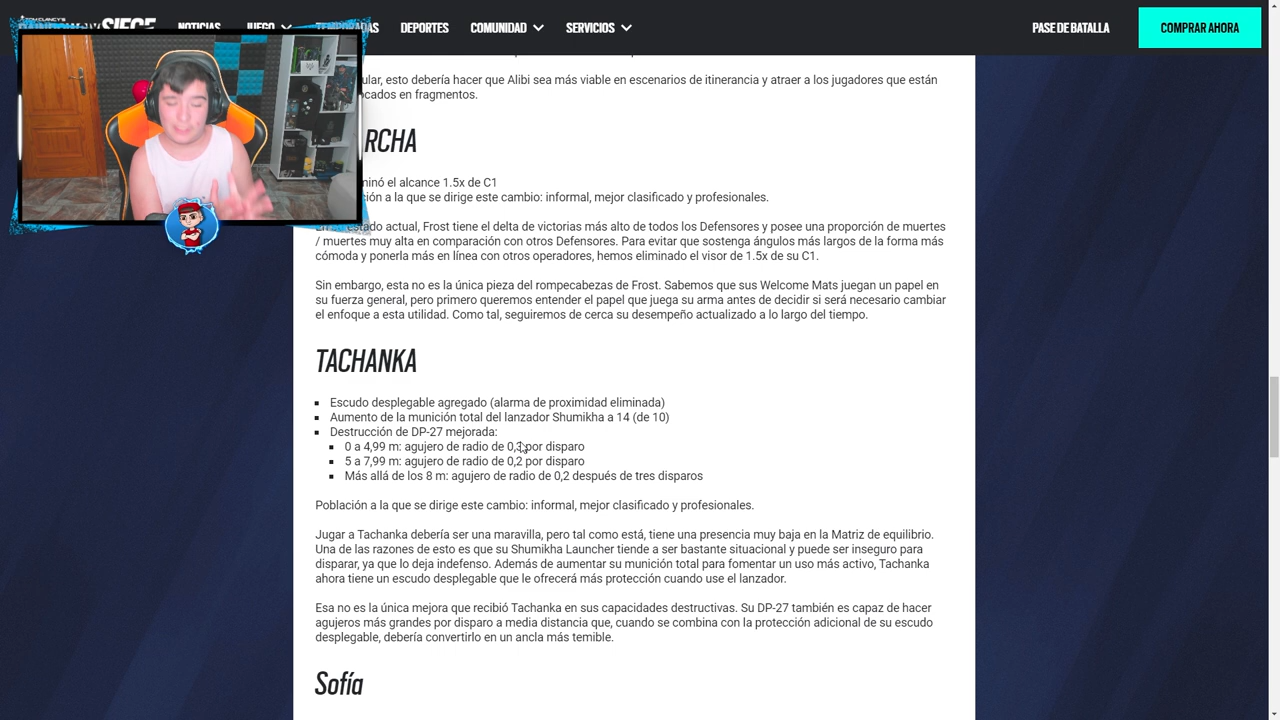 SIEGE NOTICIAS JUEGO TEMPORADAS DEPORTES COMUNIDAD SERVICIOS PASE DE BATALLA COMPRAR AHORA
esto debería hacer que Alibi sea más viable en escenarios de itinerancia y atraer a los jugadores que están
en fragmentos.
RCHA
el alcance 1.5x de C1
a la que se dirige este cambio: informal, mejor clasificado y profesionales.
actual, Frost tiene el delta de victorias más alto de todos los Defensores y posee una proporción de muertes
/ muertes muy alta en comparación con otros Defensores. Para evitar que sostenga ángulos más largos de la forma más
cómoda y ponerla más en línea con otros operadores, hemos eliminado el visor de 1.5x de su C1.
Sin embargo, esta no es la única pieza del rompecabezas de Frost. Sabemos que sus Welcome Mats juegan un papel en
su fuerza general, pero primero queremos entender el papel que juega su arma antes de decidir si será necesario cambiar
el enfoque a esta utilidad. Como tal, seguiremos de cerca su desempeño actualizado a lo largo del tiempo.
TACHANKA
▪ Escudo desplegable agregado (alarma de proximidad eliminada)
▪ Aumento de la munición total del lanzador Shumikha a 14 (de 10)
▪ Destrucción de DP-27 mejorada:
▪ 0 a 4,99 m: agujero de radio de por disparo
▪ 5 a 7,99 m: agujero de radio de 0,2 por disparo
▪ Más allá de los 8 m: agujero de radio de 0,2 después de tres disparos
Población a la que se dirige este cambio: informal, mejor clasificado y profesionales.
Jugar a Tachanka debería ser una maravilla, pero tal como está, tiene una presencia muy baja en la Matriz de equilibrio.
Una de las razones de esto es que su Shumikha Launcher tiende a ser bastante situacional y puede ser inseguro para
disparar, ya que lo deja indefenso. Además de aumentar su munición total para fomentar un uso más activo, Tachanka
ahora tiene un escudo desplegable que le ofrecerá más protección cuando use el lanzador.
Esa no es la única mejora que recibió Tachanka en sus capacidades destructivas. Su DP-27 también es capaz de hacer
agujeros más grandes por disparo a media distancia que, cuando se combina con la protección adicional de su escudo
desplegable, debería convertirlo en un ancla más temible.
Sofía